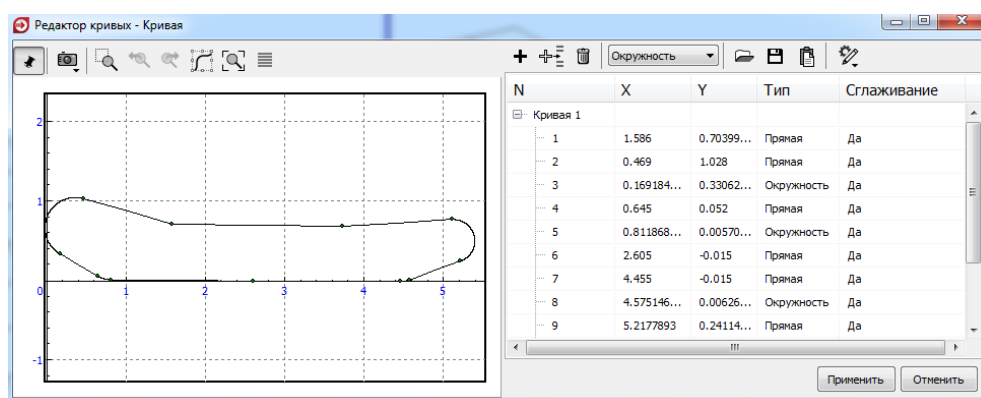 Редактор кривых - Кривая
Окружность
N X Y Тип Сглаживание
Кривая 1
1 1.586 0.70399... Прямая Да
2 0.469 1.028 Прямая Да
3 0.169184... 0.33062... Окружность Да
4 0.645 0.052 Прямая Да
5 0.811868... 0.00570... Окружность Да
6 2.605 -0.015 Прямая Да
7 4.455 -0.015 Прямая Да
8 4.575146... 0.00626... Окружность Да
9 5.2177893 0.24114... Прямая Да
2
1
0 1 2 3 4 5
-1
Применить Отменить